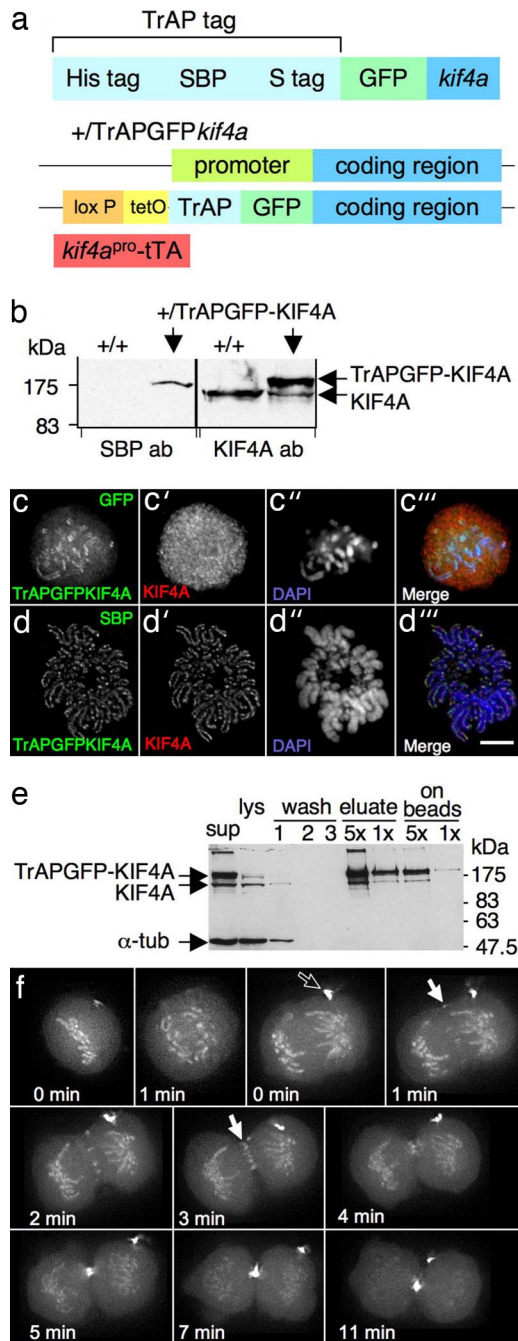 a
TrAP tag
His tag SBP S tag GFP kif4a
+/TrAPGFPkif4a
promoter coding region
lox P tetO TrAP GFP coding region
kif4aᵖʳᵒ-tTA
b
+/TrAPGFP-KIF4A
kDa +/+ +/+
175
83
TrAPGFP-KIF4A
KIF4A
SBP ab KIF4A ab
c GFP c' c'' c'''
TrAPGFPKIF4A KIF4A DAPI Merge
d SBP d' d'' d'''
TrAPGFPKIF4A KIF4A DAPI Merge
e
on
lys wash eluate beads
sup 1 2 3 5x 1x 5x 1x kDa
TrAPGFP-KIF4A 175
KIF4A 83
63
α-tub 47.5
f
0 min 1 min 0 min 1 min
2 min 3 min 4 min
5 min 7 min 11 min